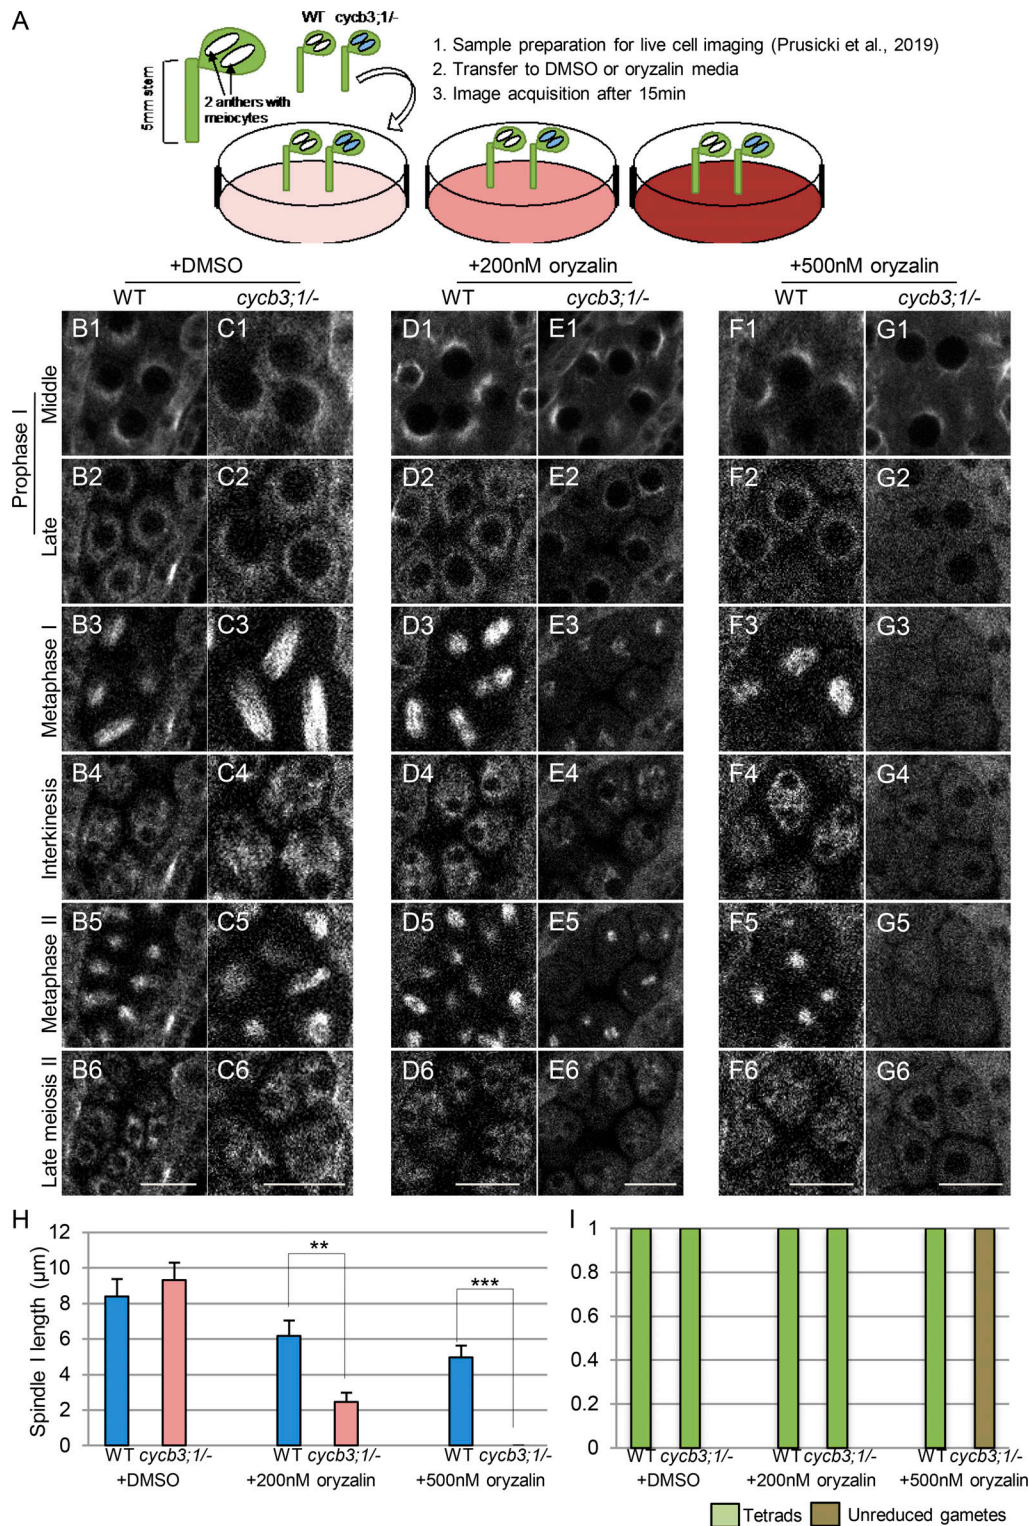 A
WT cycb3;1/-
1. Sample preparation for live cell imaging (Prusicki et al., 2019)
2. Transfer to DMSO or oryzalin media
3. Image acquisition after 15min
5mm stem
2 anthers with
meiocytes
+DMSO
+200nM oryzalin
+500nM oryzalin
WT cycb3;1/-
WT cycb3;1/-
WT cycb3;1/-
Prophase I
Middle
B1 C1 D1 E1 F1 G1
Late
B2 C2 D2 E2 F2 G2
Metaphase I
B3 C3 D3 E3 F3 G3
Interkinesis
B4 C4 D4 E4 F4 G4
Metaphase II
B5 C5 D5 E5 F5 G5
Late meiosis II
B6 C6 D6 E6 F6 G6
H
Spindle I length (µm)
12
10
8
6
4
2
0
**
***
WT cycb3;1/- WT cycb3;1/- WT cycb3;1/-
+DMSO +200nM oryzalin +500nM oryzalin
I
1
0.8
0.6
0.4
0.2
0
WT cycb3;1/- WT cycb3;1/- WT cycb3;1/-
+DMSO +200nM oryzalin +500nM oryzalin
Tetrads Unreduced gametes